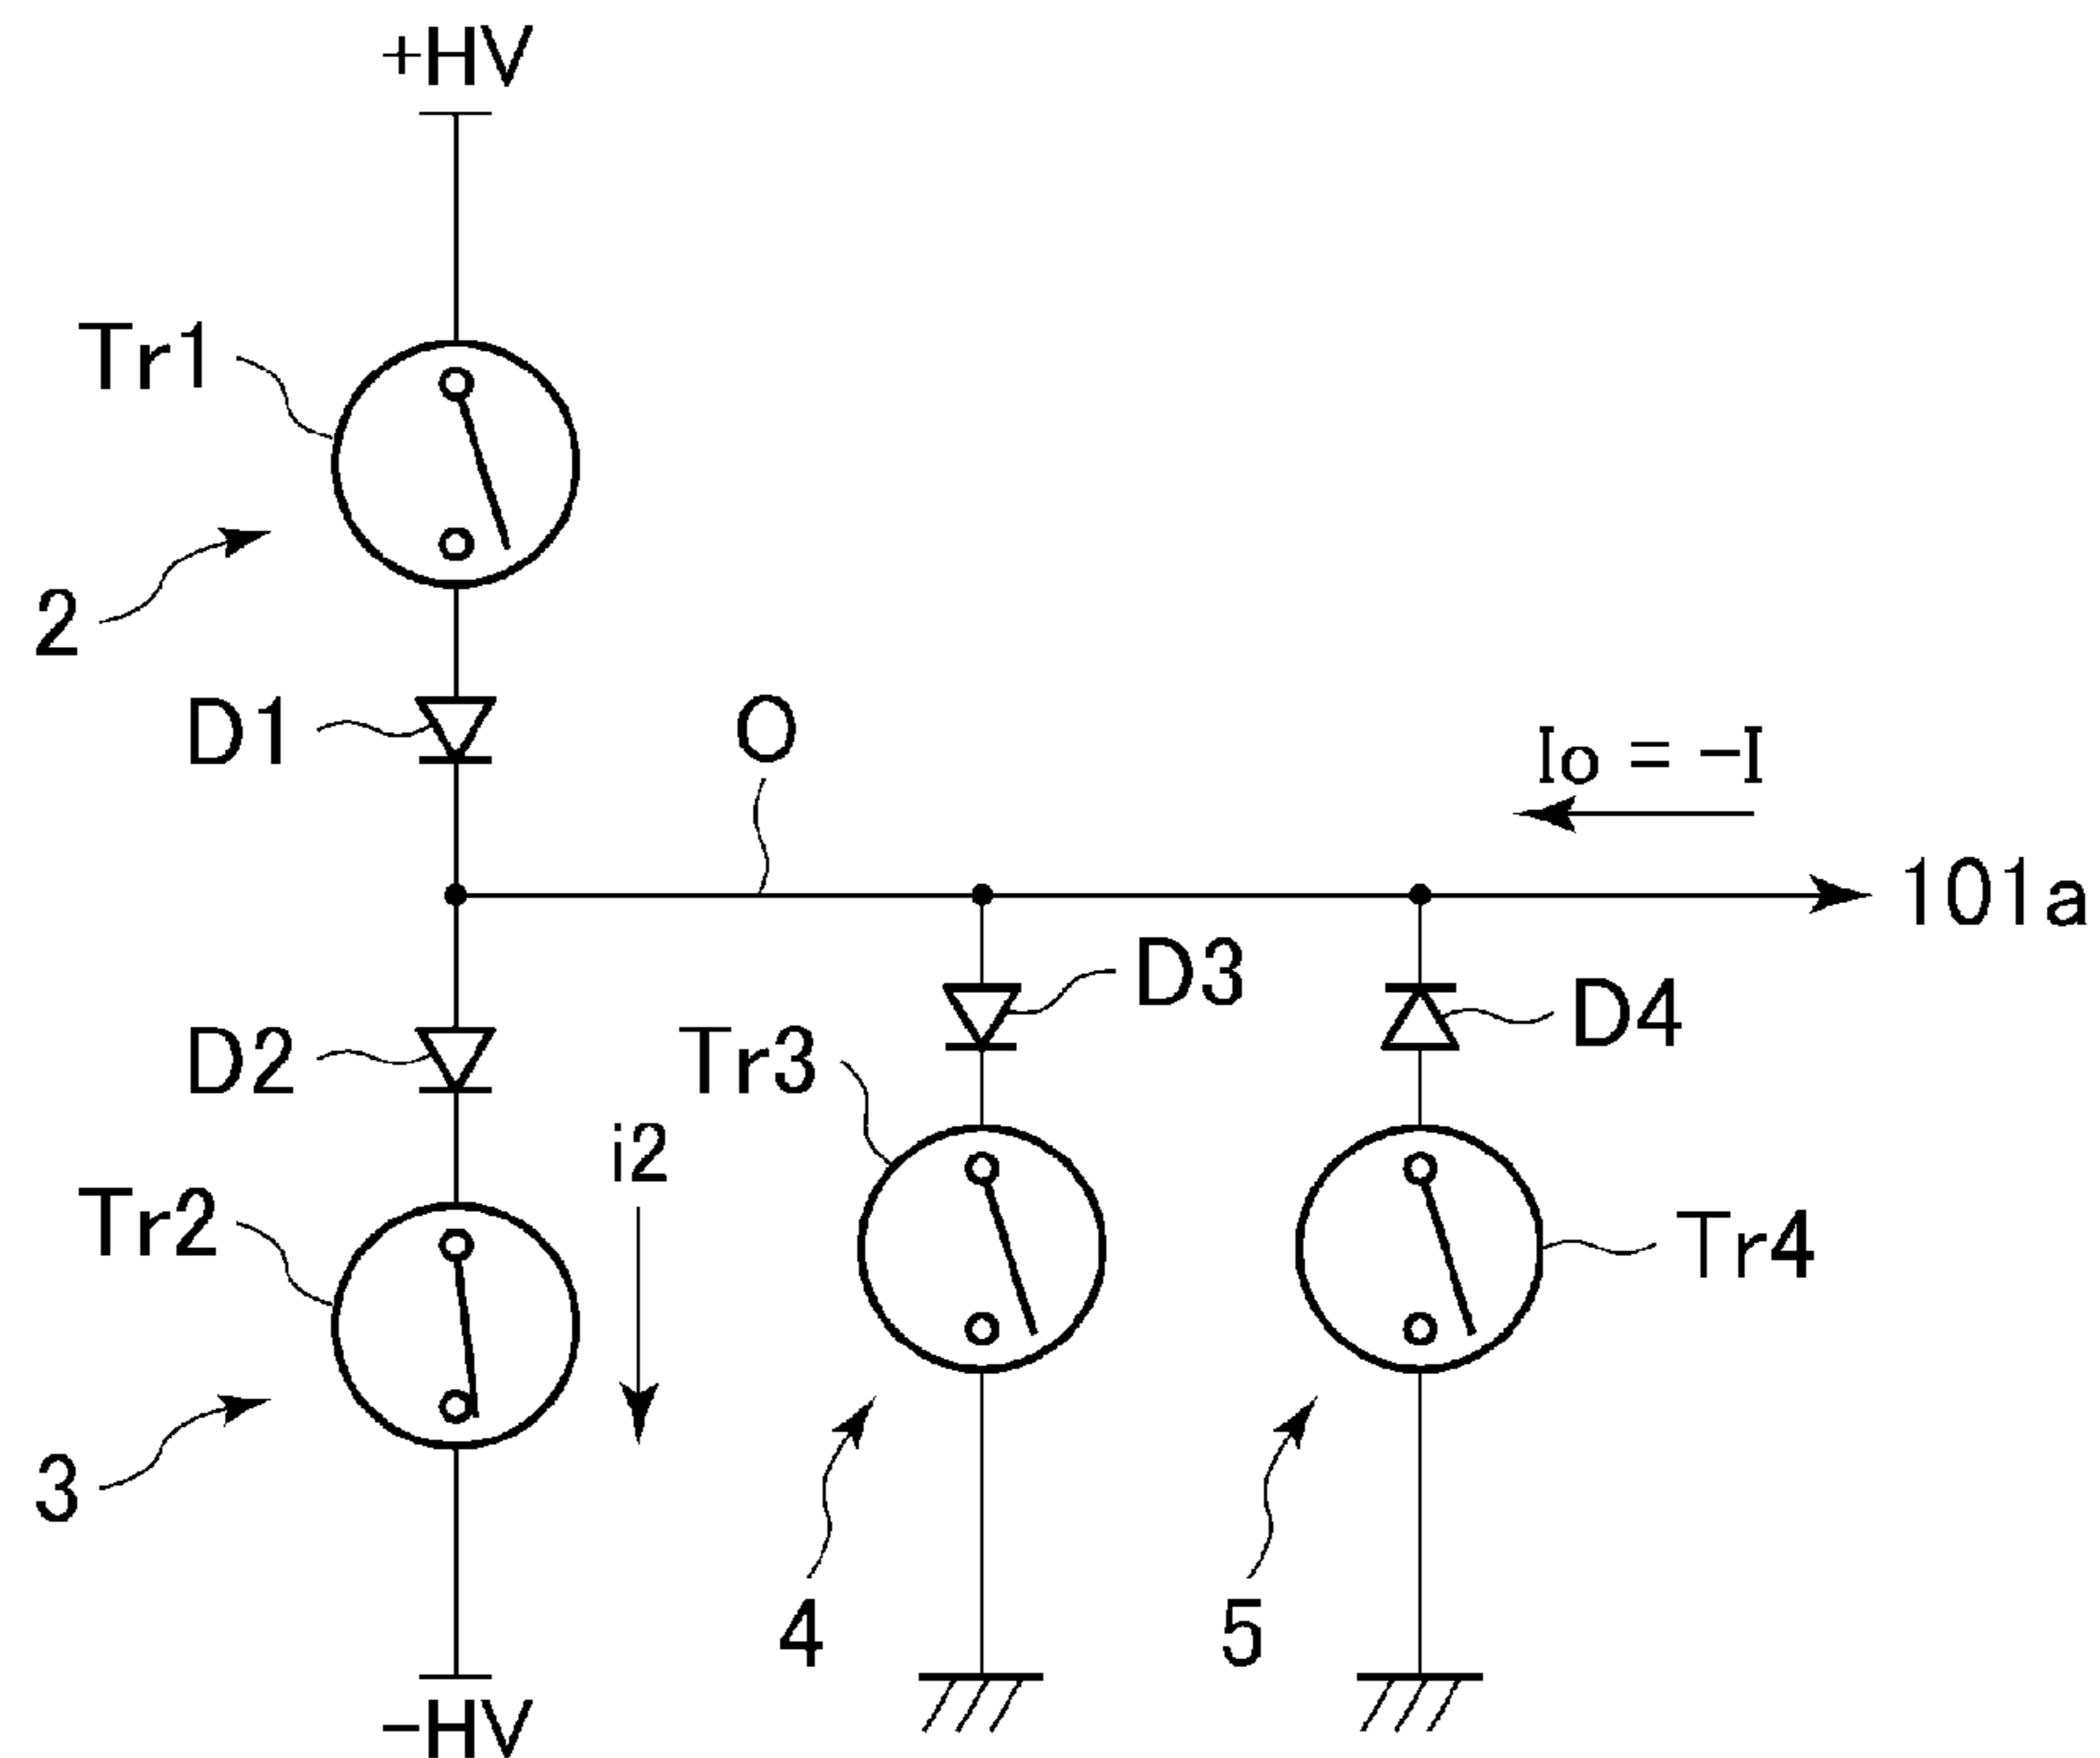 +HV
Tr1
2
D1
O
Io = -I
101a
D2
D3
D4
Tr3
i2
Tr2
Tr4
3
4
5
-HV